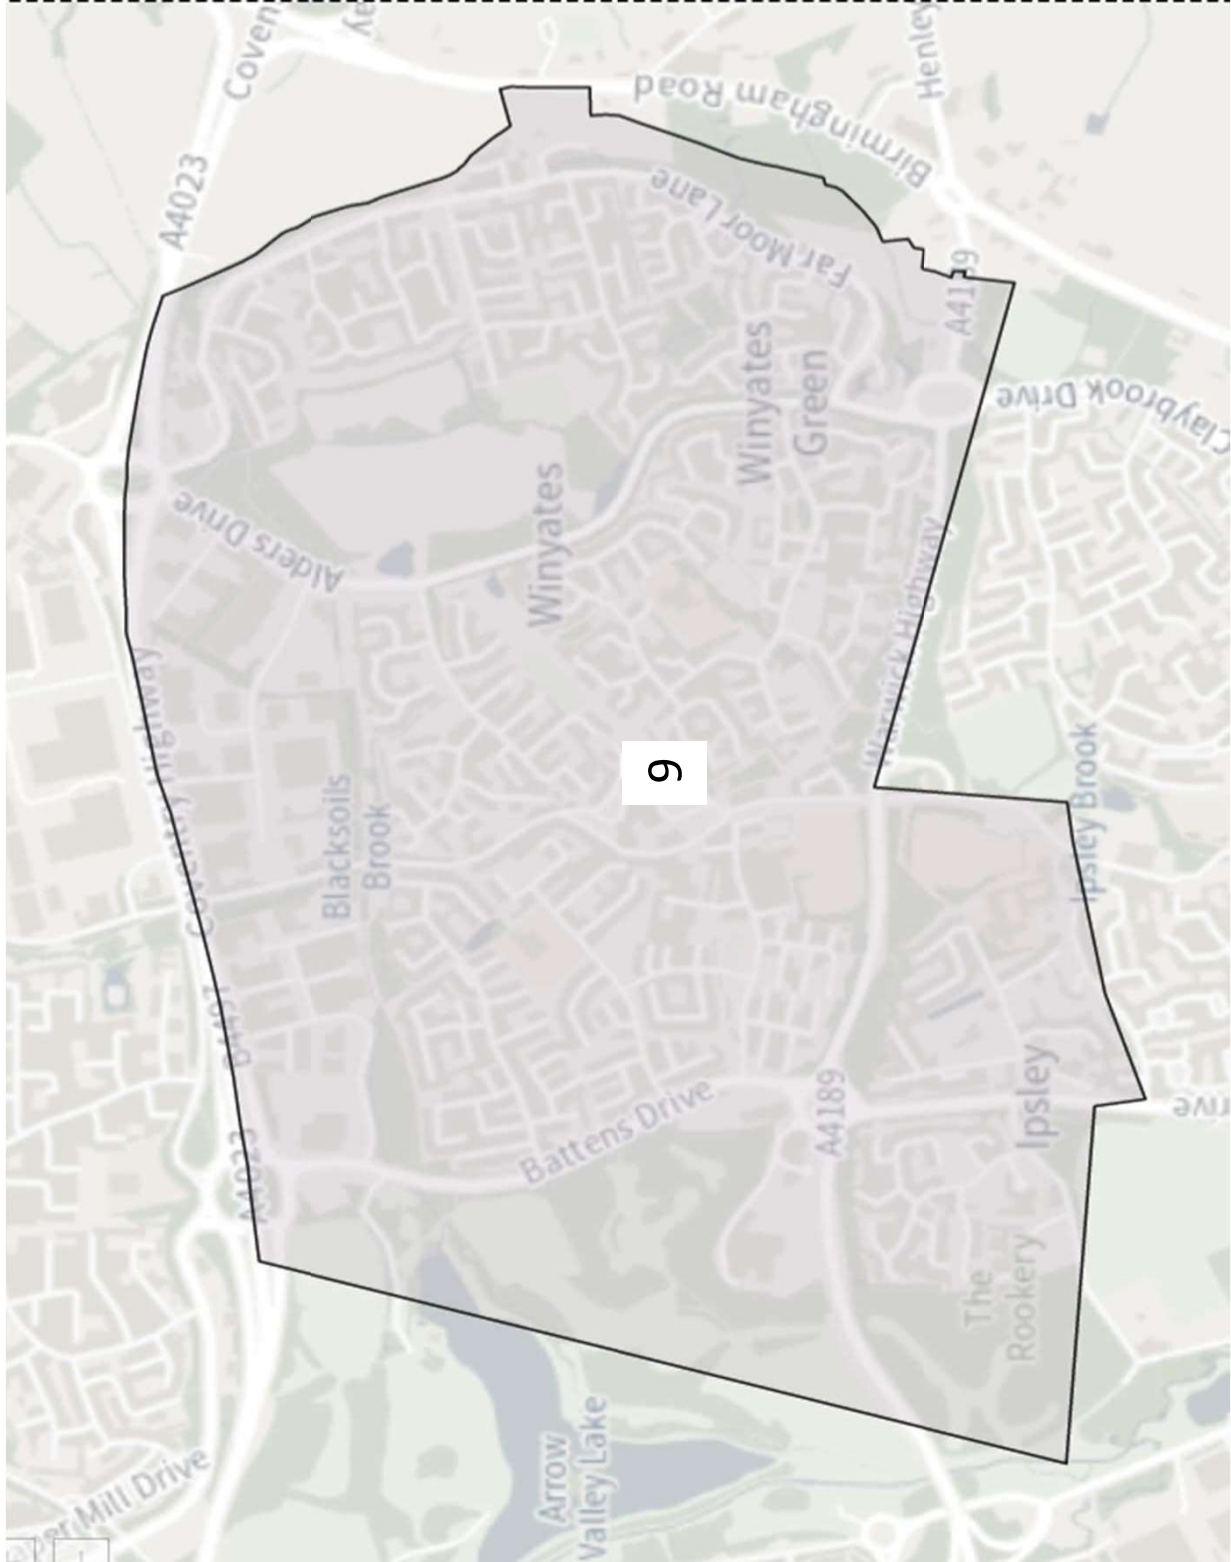 Coven
ey
Birmingham Road
Henley
A4023
Far Moor Lane
A4189
Claybrook Drive
Alders Drive
Winyates
Green
Winyates
Warwick Highway
Coventry Highway
Blacksoils
Brook
9
Ipsley Brook
B4497
A4023
Battens Drive
A4189
Ipsley
rive
The
Rookery
Arrow
Valley Lake
er Mill Drive